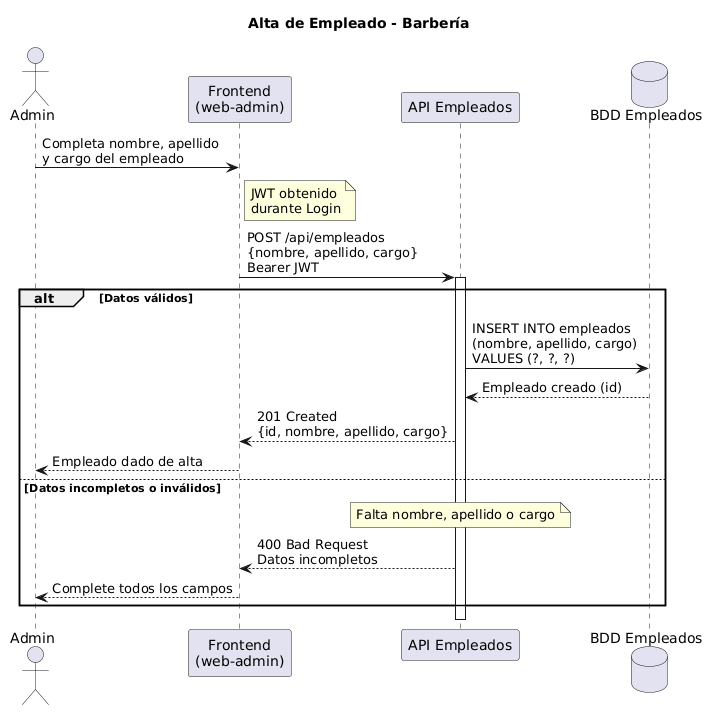 Alta de Empleado - Barbería
Admin
Frontend
(web-admin)
API Empleados
BDD Empleados
Completa nombre, apellido
y cargo del empleado
JWT obtenido
durante Login
POST /api/empleados
{nombre, apellido, cargo}
Bearer JWT
alt
[Datos válidos]
INSERT INTO empleados
(nombre, apellido, cargo)
VALUES (?, ?, ?)
Empleado creado (id)
201 Created
{id, nombre, apellido, cargo}
Empleado dado de alta
[Datos incompletos o inválidos]
Falta nombre, apellido o cargo
400 Bad Request
Datos incompletos
Complete todos los campos
Admin
Frontend
(web-admin)
API Empleados
BDD Empleados